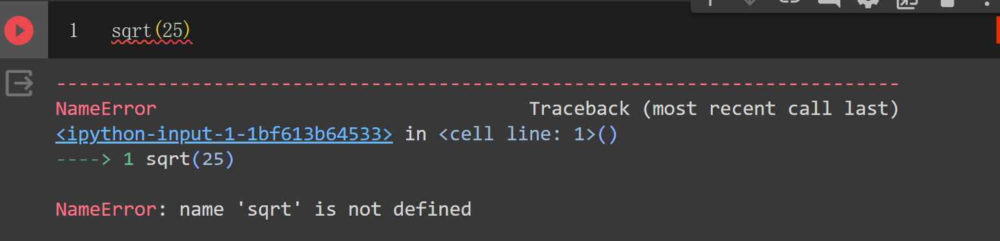 1 sqrt(25)
---------------------------------------------------------------------------
NameError                                 Traceback (most recent call last)
<ipython-input-1-1bf613b64533> in <cell line: 1>()
----> 1 sqrt(25)
NameError: name 'sqrt' is not defined